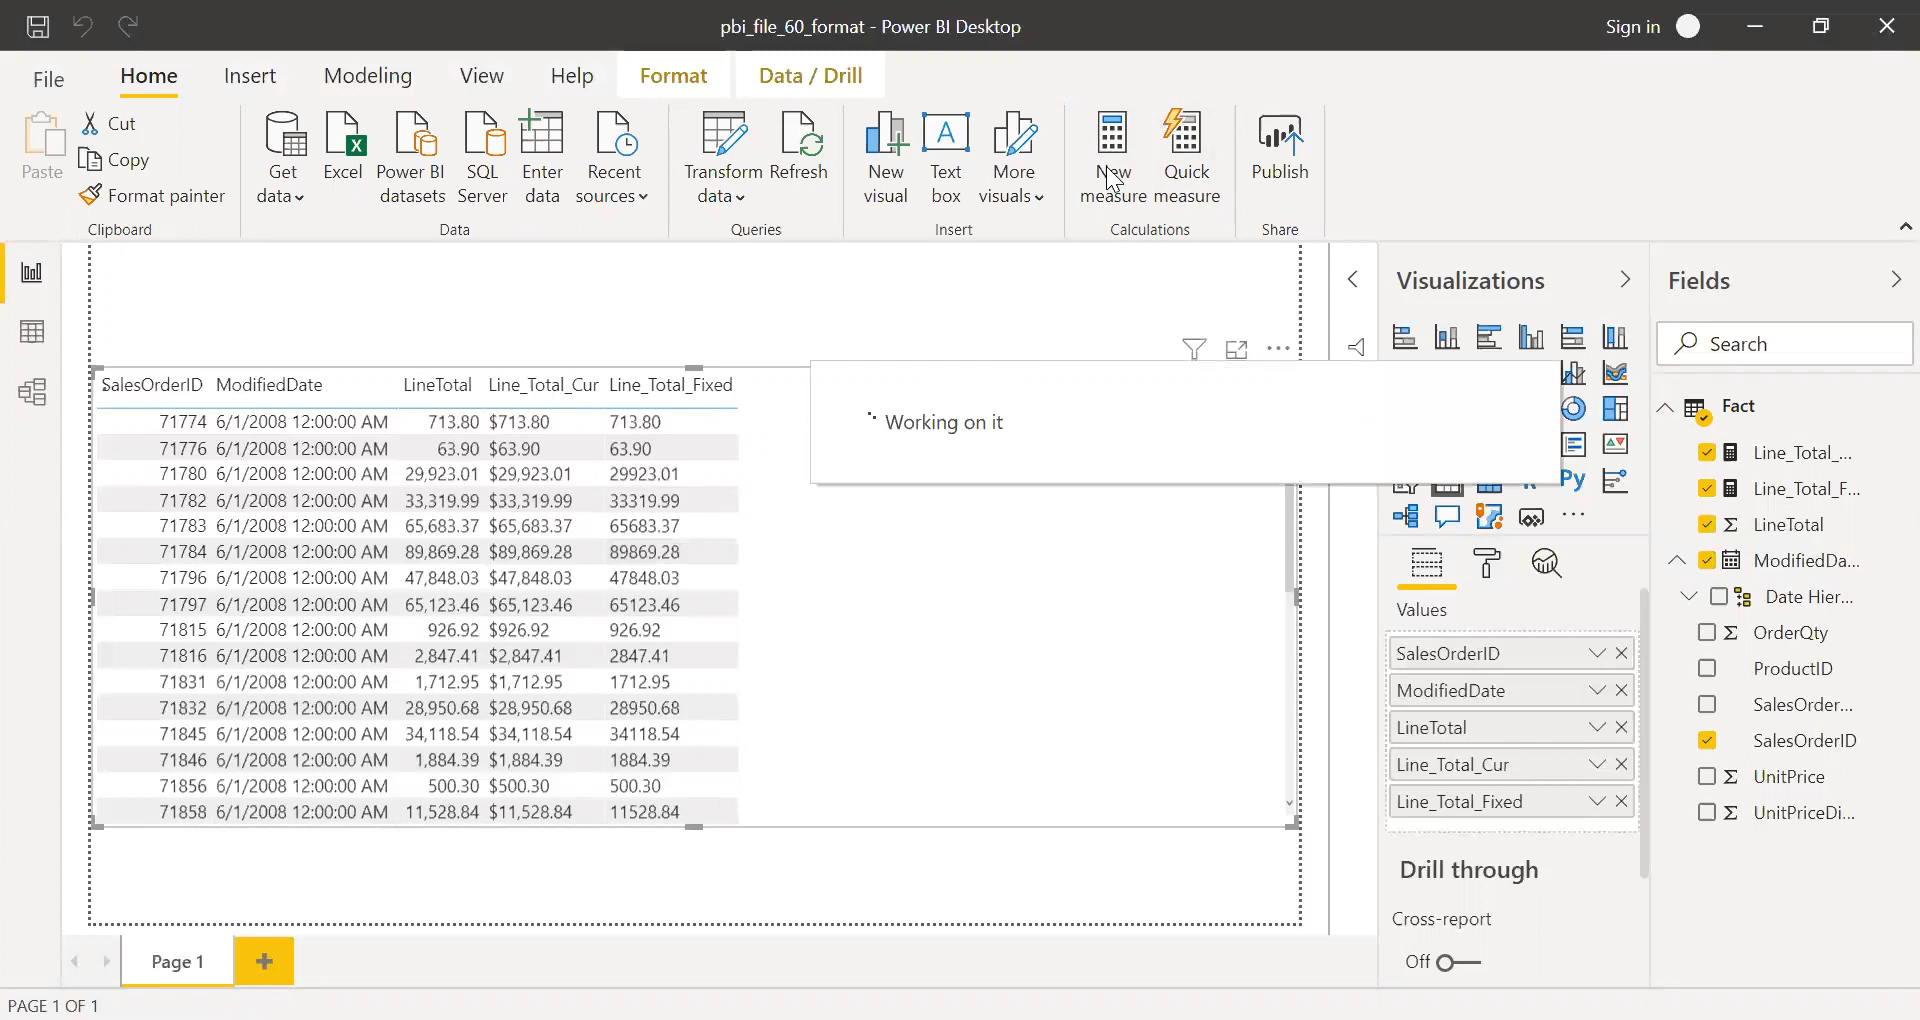 pbi_file_60_format - Power BI Desktop
Sign in
File Home Insert Modeling View Help Format Data / Drill
Paste
Cut
Copy
Format painter
Clipboard
Get data
Excel
Power BI datasets
SQL Server
Enter data
Recent sources
Data
Transform data
Refresh
Queries
New visual
Text box
More visuals
Insert
New measure
Quick measure
Calculations
Publish
Share
SalesOrderID ModifiedDate LineTotal Line_Total_Cur Line_Total_Fixed
71774 6/1/2008 12:00:00 AM 713.80 $713.80 713.80
71776 6/1/2008 12:00:00 AM 63.90 $63.90 63.90
71780 6/1/2008 12:00:00 AM 29,923.01 $29,923.01 29923.01
71782 6/1/2008 12:00:00 AM 33,319.99 $33,319.99 33319.99
71783 6/1/2008 12:00:00 AM 65,683.37 $65,683.37 65683.37
71784 6/1/2008 12:00:00 AM 89,869.28 $89,869.28 89869.28
71796 6/1/2008 12:00:00 AM 47,848.03 $47,848.03 47848.03
71797 6/1/2008 12:00:00 AM 65,123.46 $65,123.46 65123.46
71815 6/1/2008 12:00:00 AM 926.92 $926.92 926.92
71816 6/1/2008 12:00:00 AM 2,847.41 $2,847.41 2847.41
71831 6/1/2008 12:00:00 AM 1,712.95 $1,712.95 1712.95
71832 6/1/2008 12:00:00 AM 28,950.68 $28,950.68 28950.68
71845 6/1/2008 12:00:00 AM 34,118.54 $34,118.54 34118.54
71846 6/1/2008 12:00:00 AM 1,884.39 $1,884.39 1884.39
71856 6/1/2008 12:00:00 AM 500.30 $500.30 500.30
71858 6/1/2008 12:00:00 AM 11,528.84 $11,528.84 11528.84
Working on it
Visualizations
Py
Values
SalesOrderID
ModifiedDate
LineTotal
Line_Total_Cur
Line_Total_Fixed
Drill through
Cross-report
Off
Fields
Search
Fact
Line_Total_...
Line_Total_F...
LineTotal
ModifiedDa...
Date Hier...
OrderQty
ProductID
SalesOrder...
SalesOrderID
UnitPrice
UnitPriceDi...
Page 1
PAGE 1 OF 1